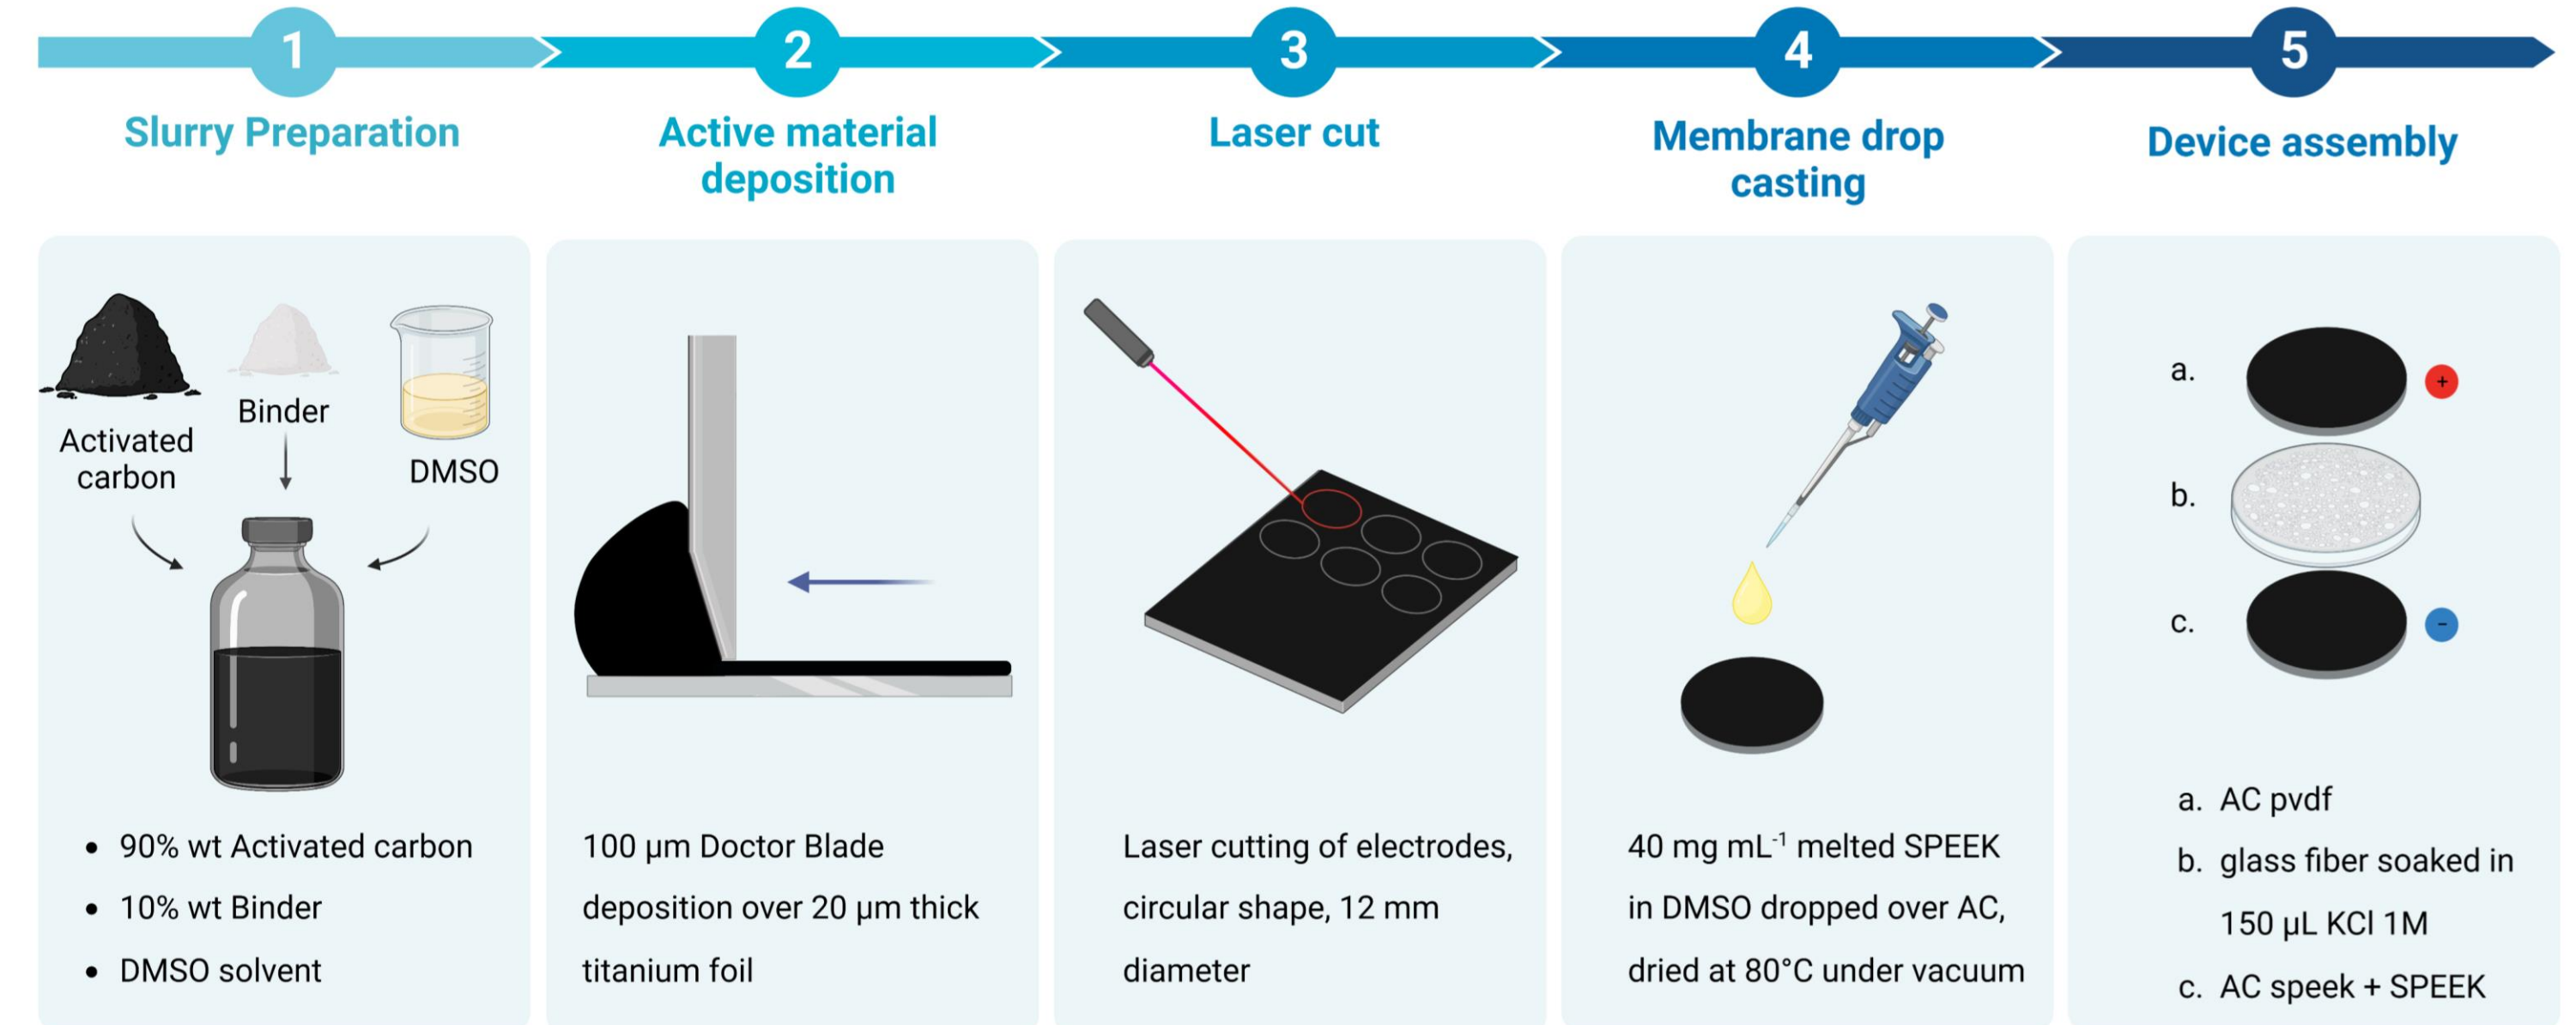 1
2
3
4
5
Slurry Preparation
Active material
deposition
Laser cut
Membrane drop
casting
Device assembly
Activated
carbon
Binder
DMSO
• 90% wt Activated carbon
• 10% wt Binder
• DMSO solvent
100 µm Doctor Blade
deposition over 20 µm thick
titanium foil
Laser cutting of electrodes,
circular shape, 12 mm
diameter
40 mg mL⁻¹ melted SPEEK
in DMSO dropped over AC,
dried at 80°C under vacuum
a.
+
b.
c.
-
a. AC pvdf
b. glass fiber soaked in
150 µL KCl 1M
c. AC speek + SPEEK